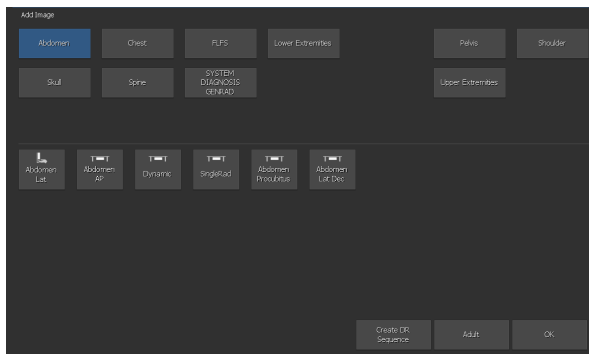 Add Image
Abdomen
Chest
FLFS
Lower Extremities
Pelvis
Shoulder
Skull
Spine
SYSTEM
DIAGNOSIS
GENRAD
Upper Extremities
Abdomen
Lat
Abdomen
AP
Dynamic
SingleRad
Abdomen
Procubitus
Abdomen
Lat Dec
Create DR
Sequence
Adult
OK